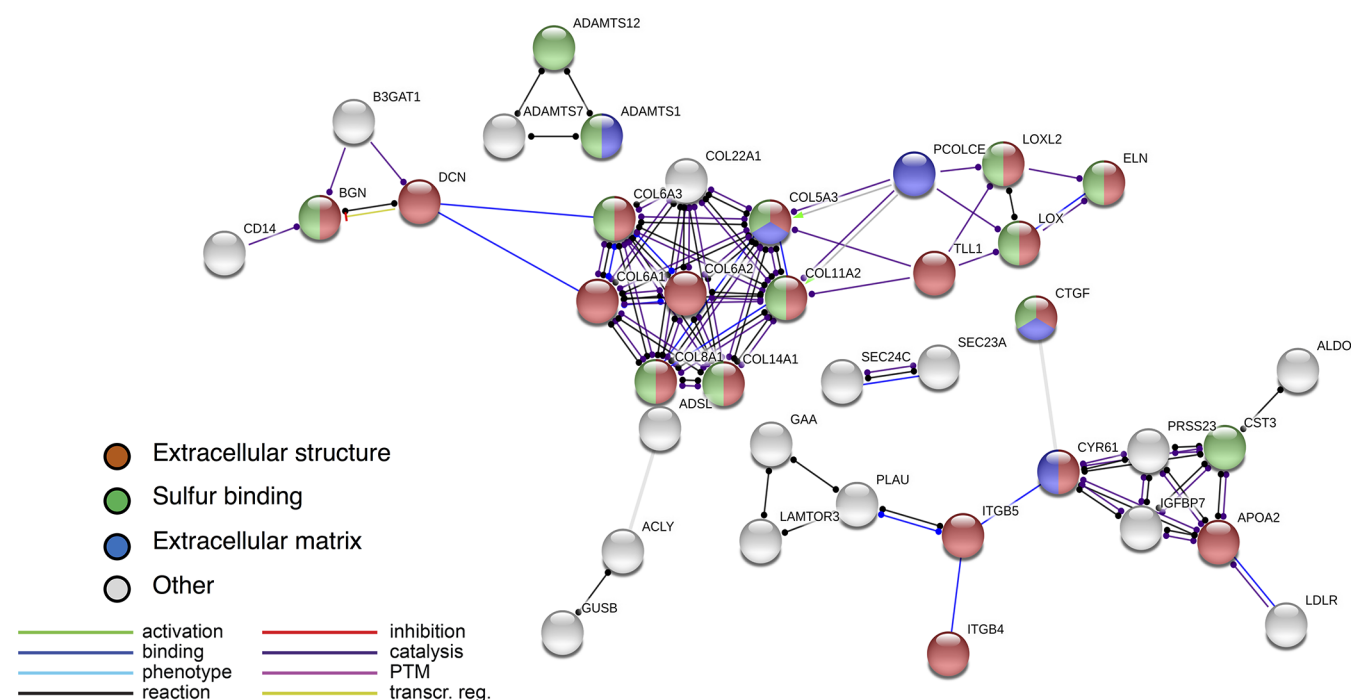 ADAMTS12
B3GAT1
ADAMTS7
ADAMTS1
LOXL2
PCOLCE
COL22A1
ELN
DCN
BGN
COL6A3
COL5A3
LOX
CD14
TLL1
COL6A1
COL6A2
COL11A2
CTGF
SEC23A
ALDO
SEC24C
COL8A1
COL14A1
ADSL
GAA
PRSS23
CST3
CYR61
PLAU
IGFBP7
ITGB5
LAMTOR3
APOA2
ACLY
GUSB
LDLR
ITGB4
Extracellular structure
Sulfur binding
Extracellular matrix
Other
activation
inhibition
binding
catalysis
phenotype
PTM
reaction
transcr. reg.